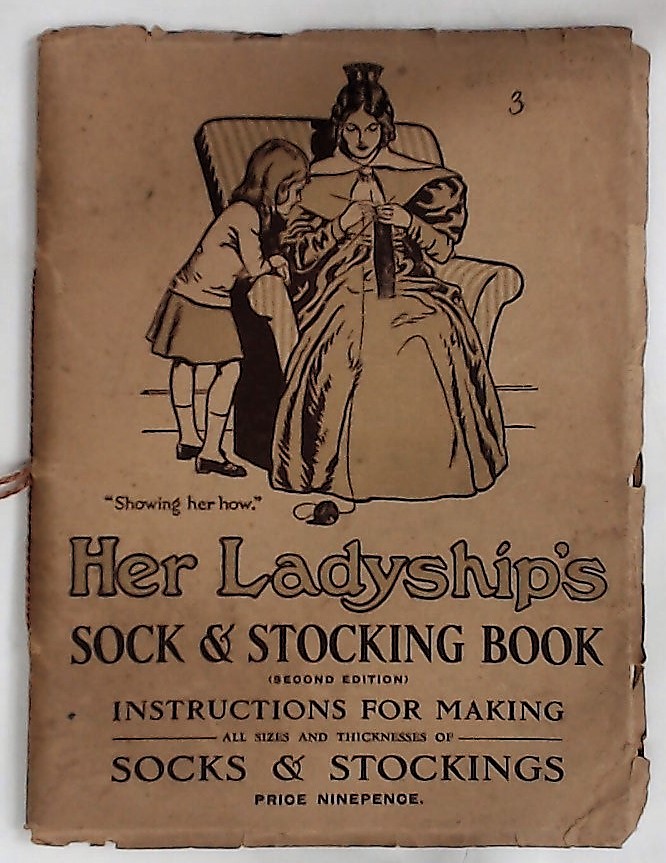 3
"Showing her how."
Her Ladyship's
SOCK & STOCKING BOOK
(SECOND EDITION)
INSTRUCTIONS FOR MAKING
ALL SIZES AND THICKNESSES OF
SOCKS & STOCKINGS
PRICE NINEPENCE.